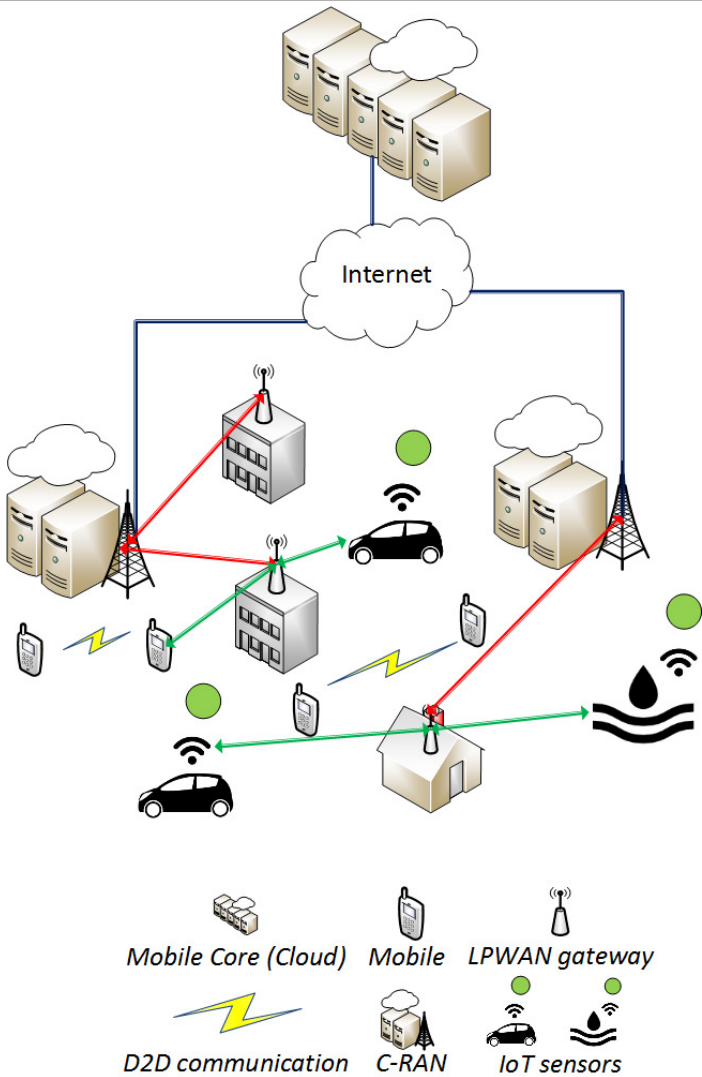 Internet
Mobile Core (Cloud) Mobile LPWAN gateway
D2D communication C-RAN IoT sensors